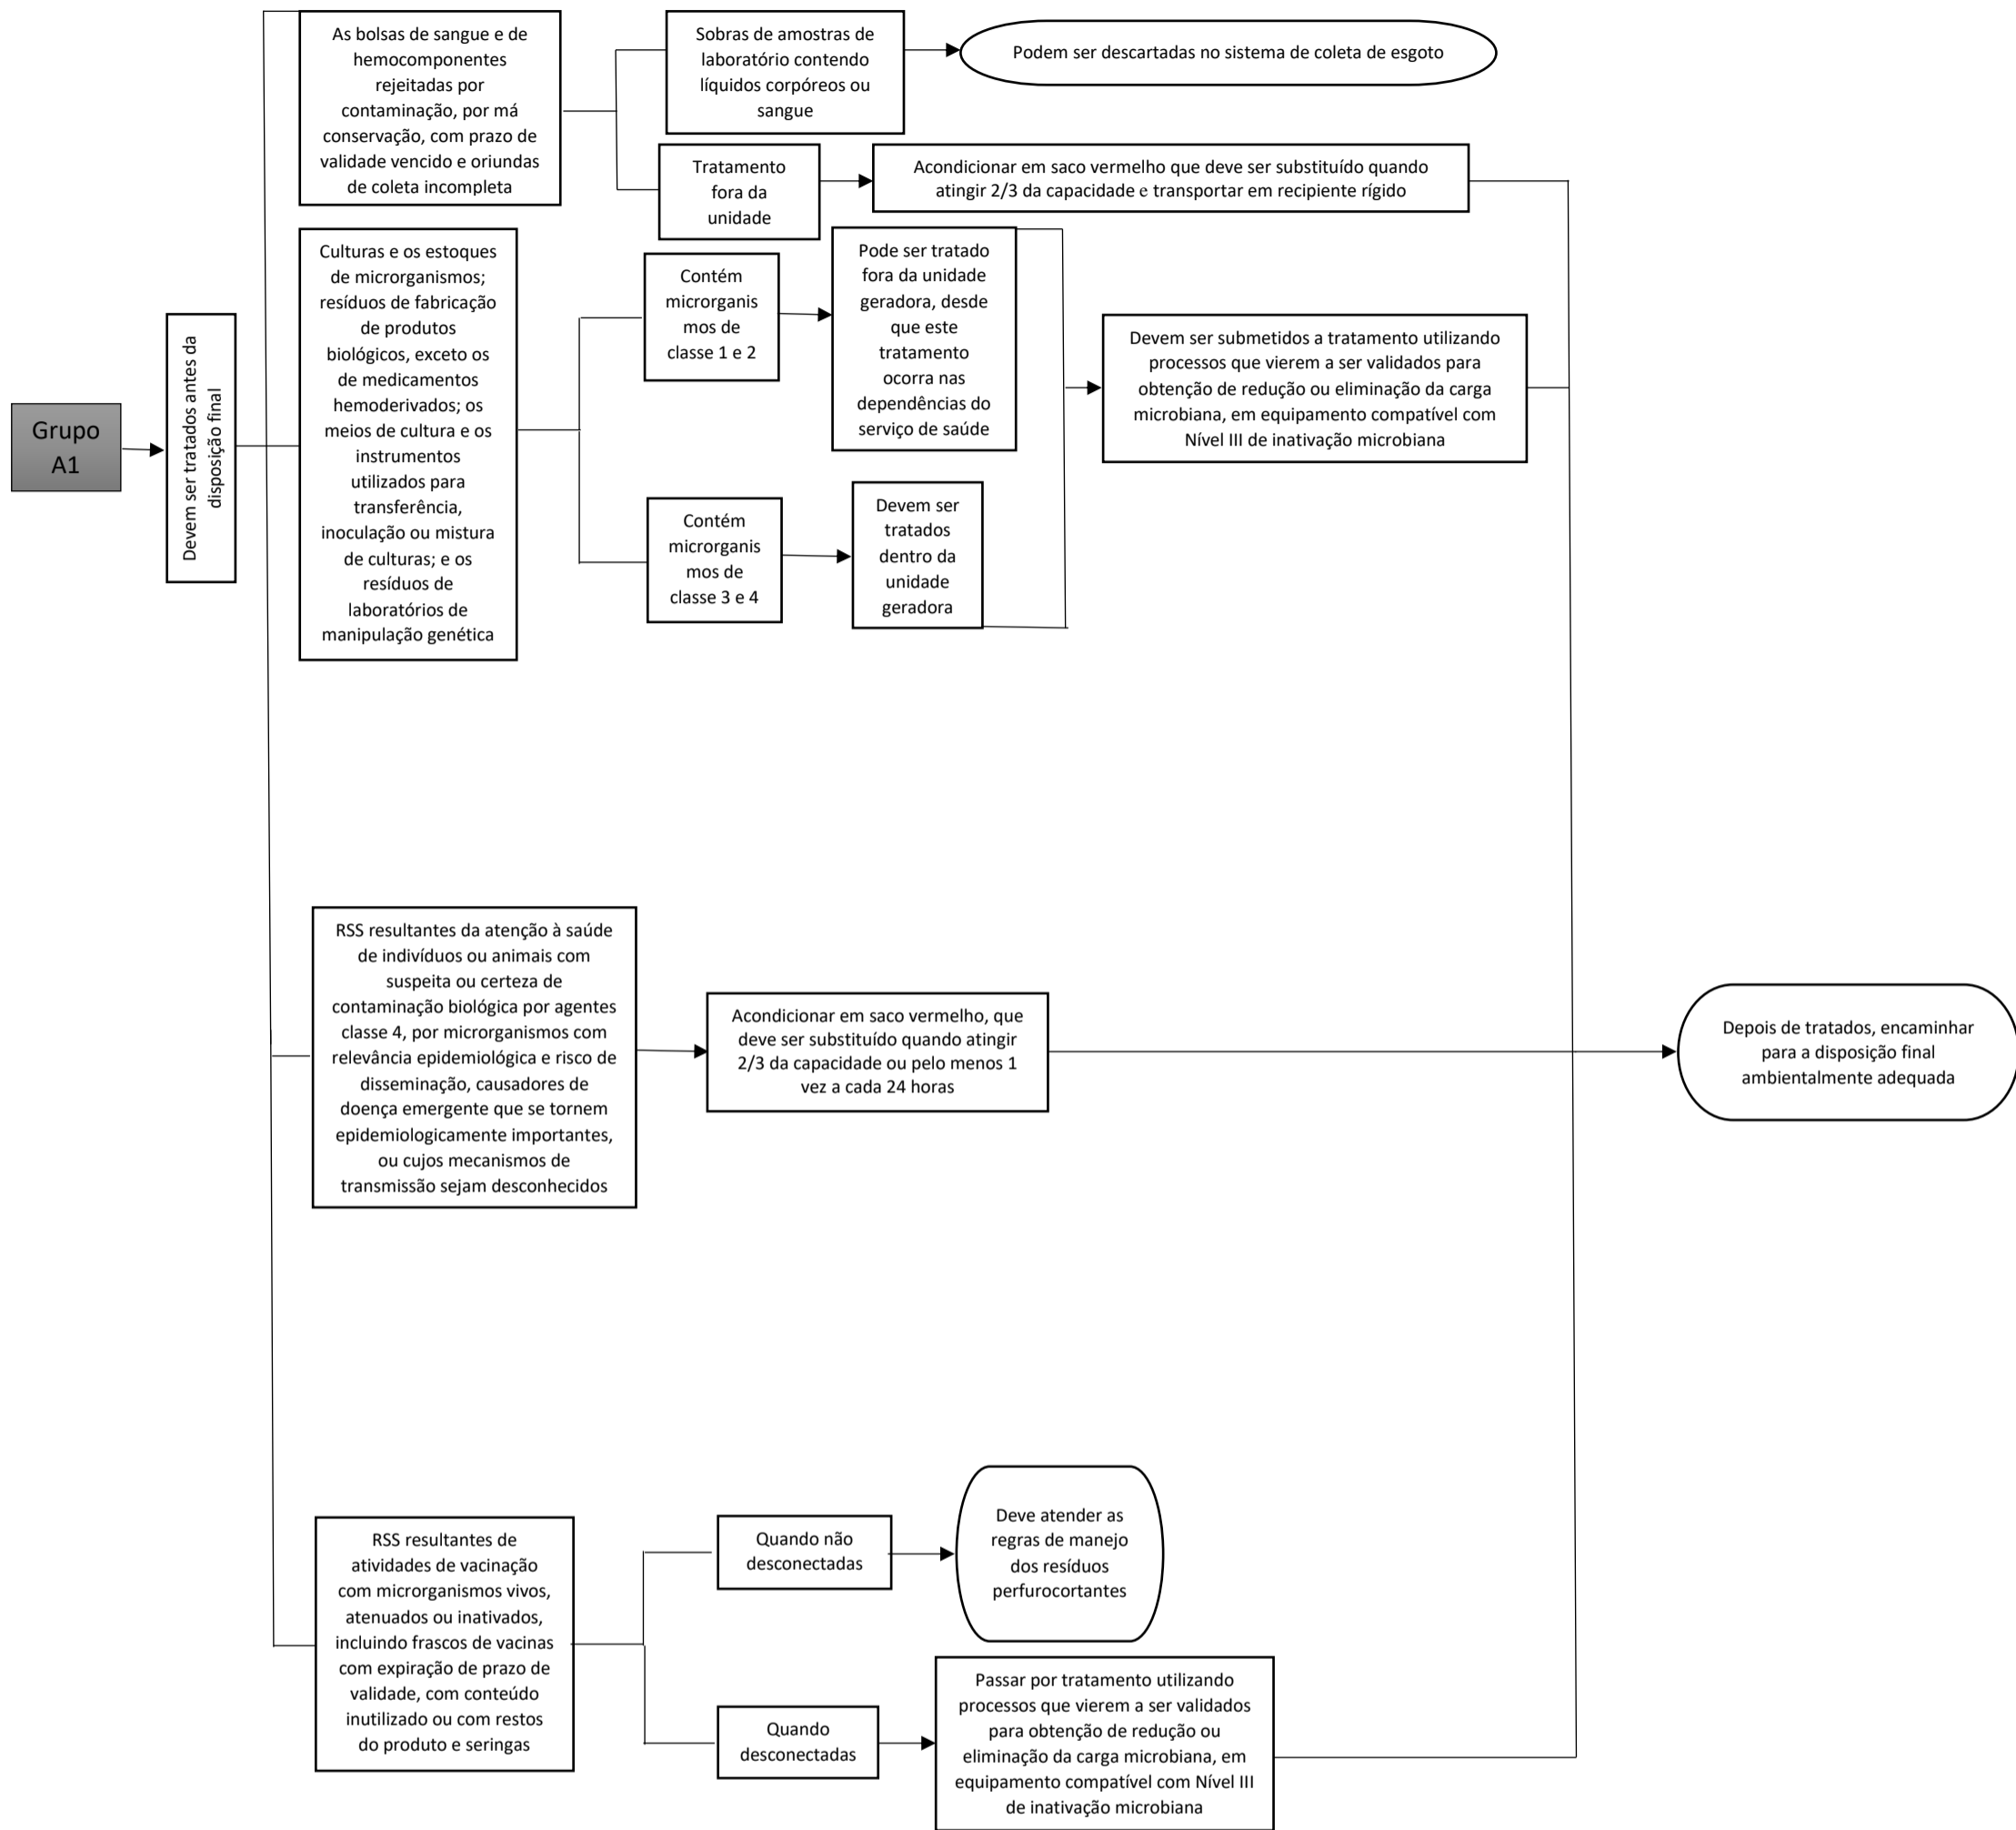 Grupo
A1
Devem ser tratados antes da
disposição final
As bolsas de sangue e de
hemocomponentes
rejeitadas por
contaminação, por má
conservação, com prazo de
validade vencido e oriundas
de coleta incompleta
Sobras de amostras de
laboratório contendo
líquidos corpóreos ou
sangue
Podem ser descartadas no sistema de coleta de esgoto
Tratamento
fora da
unidade
Acondicionar em saco vermelho que deve ser substituído quando
atingir 2/3 da capacidade e transportar em recipiente rígido
Culturas e os estoques
de microrganismos;
resíduos de fabricação
de produtos
biológicos, exceto os
de medicamentos
hemoderivados; os
meios de cultura e os
instrumentos
utilizados para
transferência,
inoculação ou mistura
de culturas; e os
resíduos de
laboratórios de
manipulação genética
Contém
microrganis
mos de
classe 1 e 2
Pode ser tratado
fora da unidade
geradora, desde
que este
tratamento
ocorra nas
dependências do
serviço de saúde
Contém
microrganis
mos de
classe 3 e 4
Devem ser
tratados
dentro da
unidade
geradora
Devem ser submetidos a tratamento utilizando
processos que vierem a ser validados para
obtenção de redução ou eliminação da carga
microbiana, em equipamento compatível com
Nível III de inativação microbiana
RSS resultantes da atenção à saúde
de indivíduos ou animais com
suspeita ou certeza de
contaminação biológica por agentes
classe 4, por microrganismos com
relevância epidemiológica e risco de
disseminação, causadores de
doença emergente que se tornem
epidemiologicamente importantes,
ou cujos mecanismos de
transmissão sejam desconhecidos
Acondicionar em saco vermelho, que
deve ser substituído quando atingir
2/3 da capacidade ou pelo menos 1
vez a cada 24 horas
Depois de tratados, encaminhar
para a disposição final
ambientalmente adequada
RSS resultantes de
atividades de vacinação
com microrganismos vivos,
atenuados ou inativados,
incluindo frascos de vacinas
com expiração de prazo de
validade, com conteúdo
inutilizado ou com restos
do produto e seringas
Quando não
desconectadas
Deve atender as
regras de manejo
dos resíduos
perfurocortantes
Quando
desconectadas
Passar por tratamento utilizando
processos que vierem a ser validados
para obtenção de redução ou
eliminação da carga microbiana, em
equipamento compatível com Nível III
de inativação microbiana